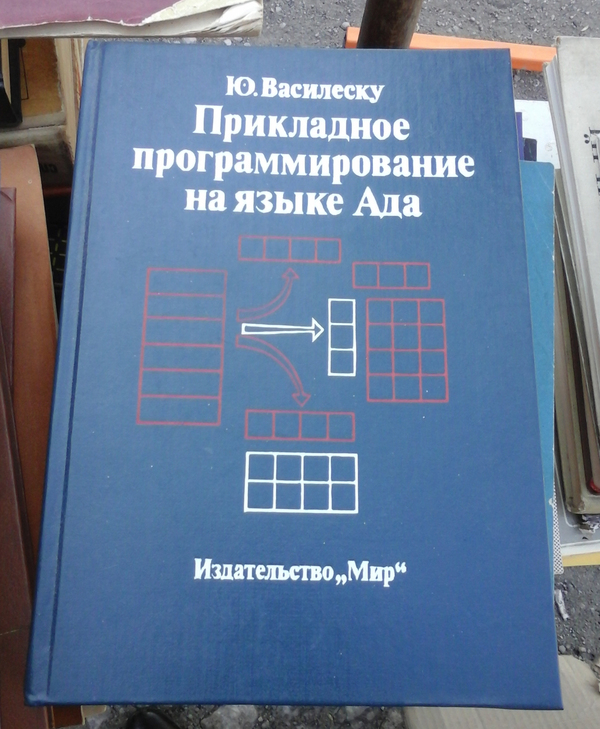 Ю. Василеску
Прикладное
программирование
на языке Ада
Издательство „Мир“